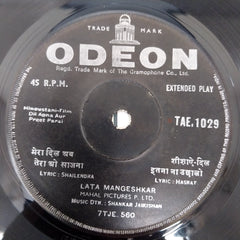 TRADE MARK
ODEON
Regd. Trade Mark of The Gramophone Co., Ltd.
45 R.P.M.
EXTENDED PLAY
Hindustani-Film
Dil Apna Aur
Preet Parai
TAE.1029
मेरा दिल अब
तेरा ओ साजना
LYRIC: SHAILENDRA
शीशाऐ-दिल
इतना ना उछालो
LYRIC: HASRAT
LATA MANGESHKAR
MAHAL PICTURES P. LTD.
MUSIC DTR. : SHANKAR JAIKISHAN
7TJE.560